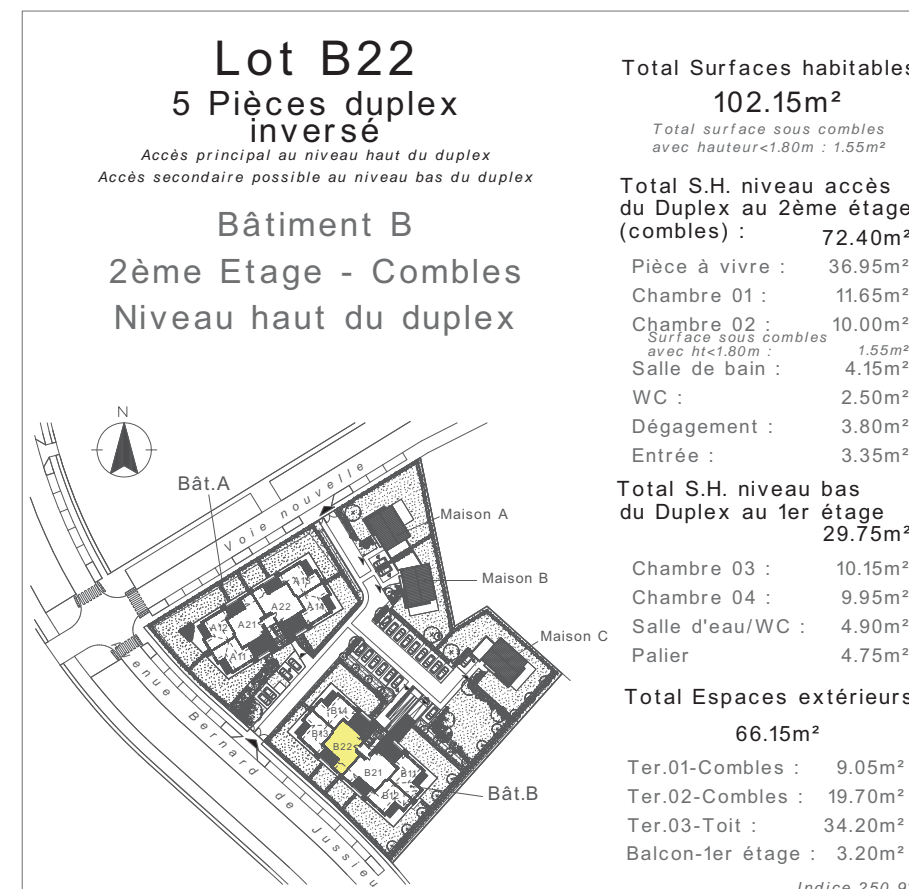 Lot B22
5 Pièces duplex
inversé
Accès principal au niveau haut du duplex
Accès secondaire possible au niveau bas du duplex
Bâtiment B
2ème Etage - Combles
Niveau haut du duplex
Total Surfaces habitables
102.15m²
Total surface sous combles
avec hauteur<1.80m : 1.55m²
Total S.H. niveau accès
du Duplex au 2ème étage
(combles) : 72.40m²
Pièce à vivre : 36.95m²
Chambre 01 : 11.65m²
Chambre 02 : 10.00m²
Surface sous combles
avec ht<1.80m : 1.55m²
Salle de bain : 4.15m²
WC : 2.50m²
Dégagement : 3.80m²
Entrée : 3.35m²
Total S.H. niveau bas
du Duplex au 1er étage
29.75m²
Chambre 03 : 10.15m²
Chambre 04 : 9.95m²
Salle d'eau/WC : 4.90m²
Palier 4.75m²
Total Espaces extérieurs
66.15m²
Ter.01-Combles : 9.05m²
Ter.02-Combles : 19.70m²
Ter.03-Toit : 34.20m²
Balcon-1er étage : 3.20m²
Indice 250.9
N
Bât.A
Voie nouvelle
Maison A
Maison B
Maison C
A13
A22
A14
A12
A21
A11
B14
B13
B22
B21
B11
B12
Bât.B
enue Bernard de Jussieu